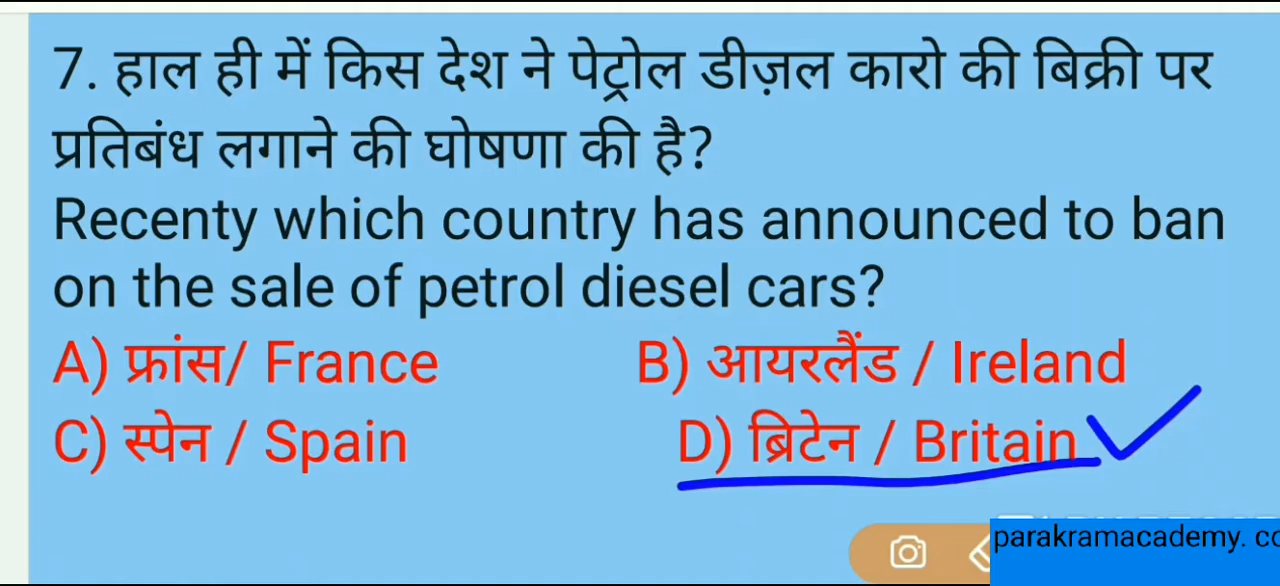 7. हाल ही में किस देश ने पेट्रोल डीज़ल कारो की बिक्री पर
प्रतिबंध लगाने की घोषणा की है?
Recenty which country has announced to ban
on the sale of petrol diesel cars?
A) फ्रांस/ France B) आयरलैंड / Ireland
C) स्पेन / Spain D) ब्रिटेन / Britain
parakramacademy. co